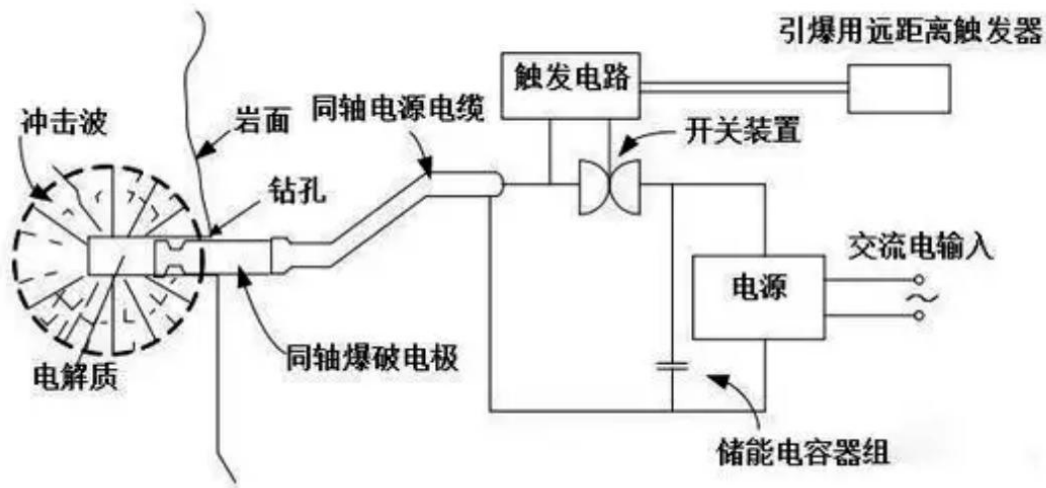 引爆用远距离触发器
触发电路
冲击波
岩面
同轴电源电缆
开关装置
钻孔
交流电输入
电源
电解质
同轴爆破电极
储能电容器组